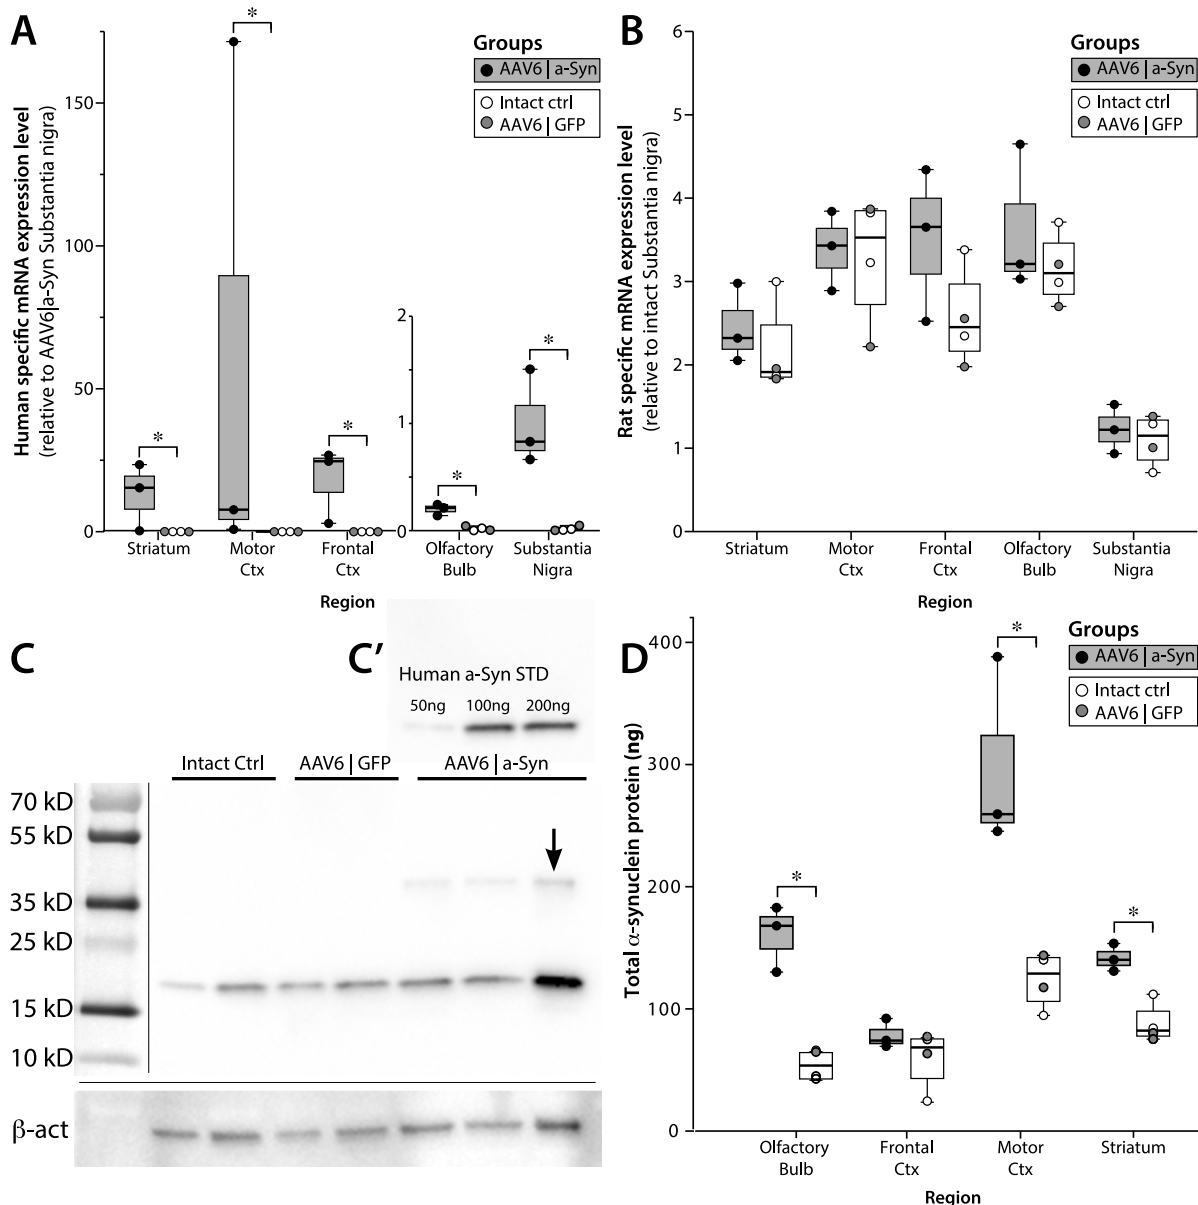 A
Human specific mRNA expression level
(relative to AAV6|a-Syn Substantia nigra)
150
100
50
0
*
*
*
Groups
AAV6 | a-Syn
Intact ctrl
AAV6 | GFP
2
1
0
*
*
Striatum
Motor
Ctx
Frontal
Ctx
Olfactory
Bulb
Substantia
Nigra
Region
B
Rat specific mRNA expression level
(relative to intact Substantia nigra)
6
5
4
3
2
1
0
Groups
AAV6 | a-Syn
Intact ctrl
AAV6 | GFP
Striatum
Motor
Ctx
Frontal
Ctx
Olfactory
Bulb
Substantia
Nigra
Region
C
C'
Human a-Syn STD
50ng 100ng 200ng
Intact Ctrl AAV6 | GFP AAV6 | a-Syn
70 kD
55 kD
35 kD
25 kD
15 kD
10 kD
β-act
D
Total α-synuclein protein (ng)
400
300
200
100
0
*
*
*
Groups
AAV6 | a-Syn
Intact ctrl
AAV6 | GFP
Olfactory
Bulb
Frontal
Ctx
Motor
Ctx
Striatum
Region